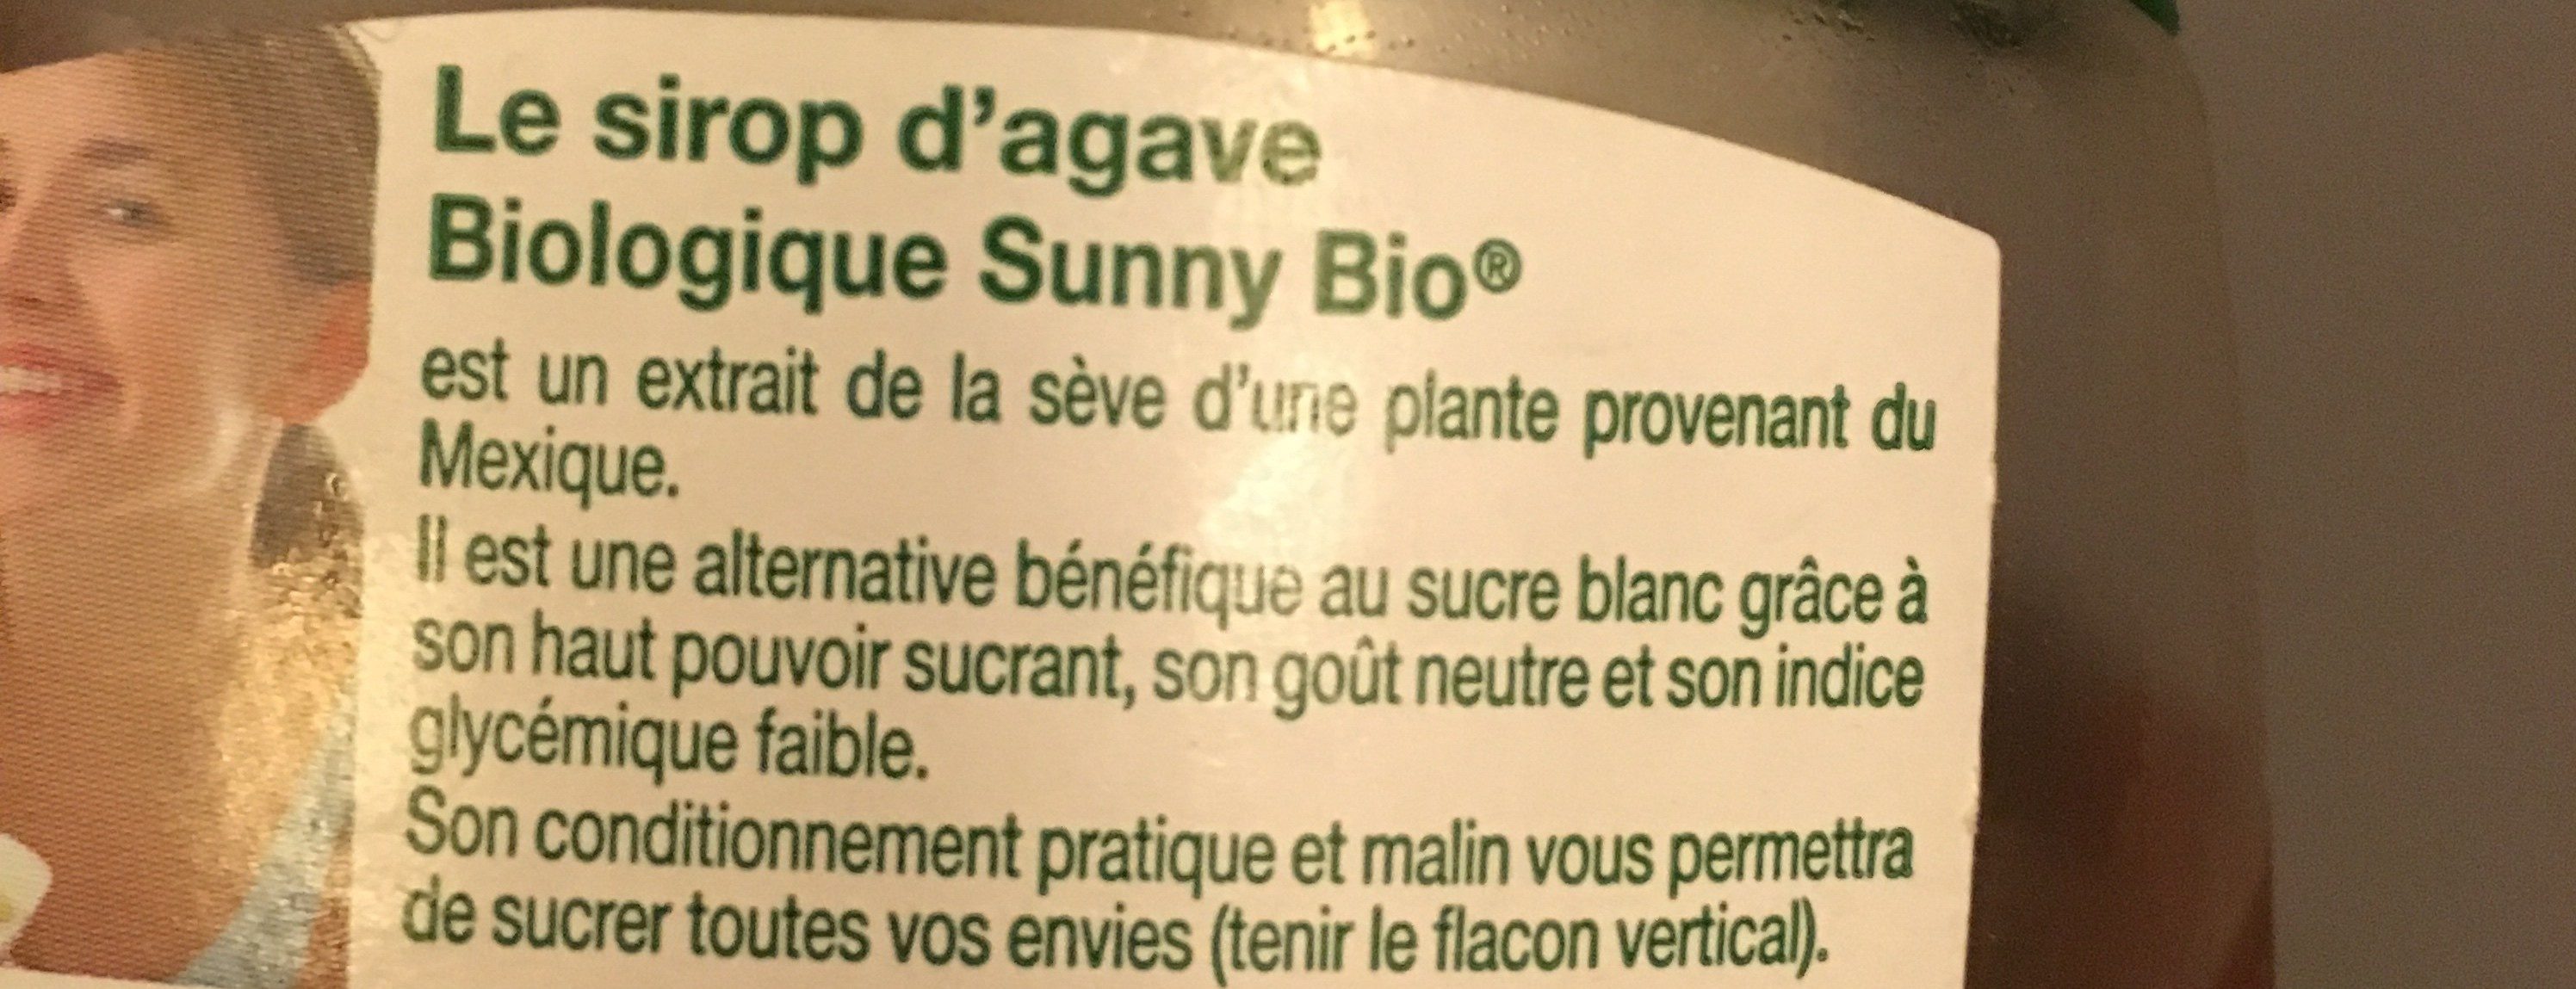 Le sirop d'agave
Biologique Sunny Bio®
est un extrait de la sève d'une plante provenant du
Mexique.
Il est une alternative bénéfique au sucre blanc grâce à
son haut pouvoir sucrant, son goût neutre et son indice
glycémique faible.
Son conditionnement pratique et malin vous permettra
de sucrer toutes vos envies (tenir le flacon vertical).